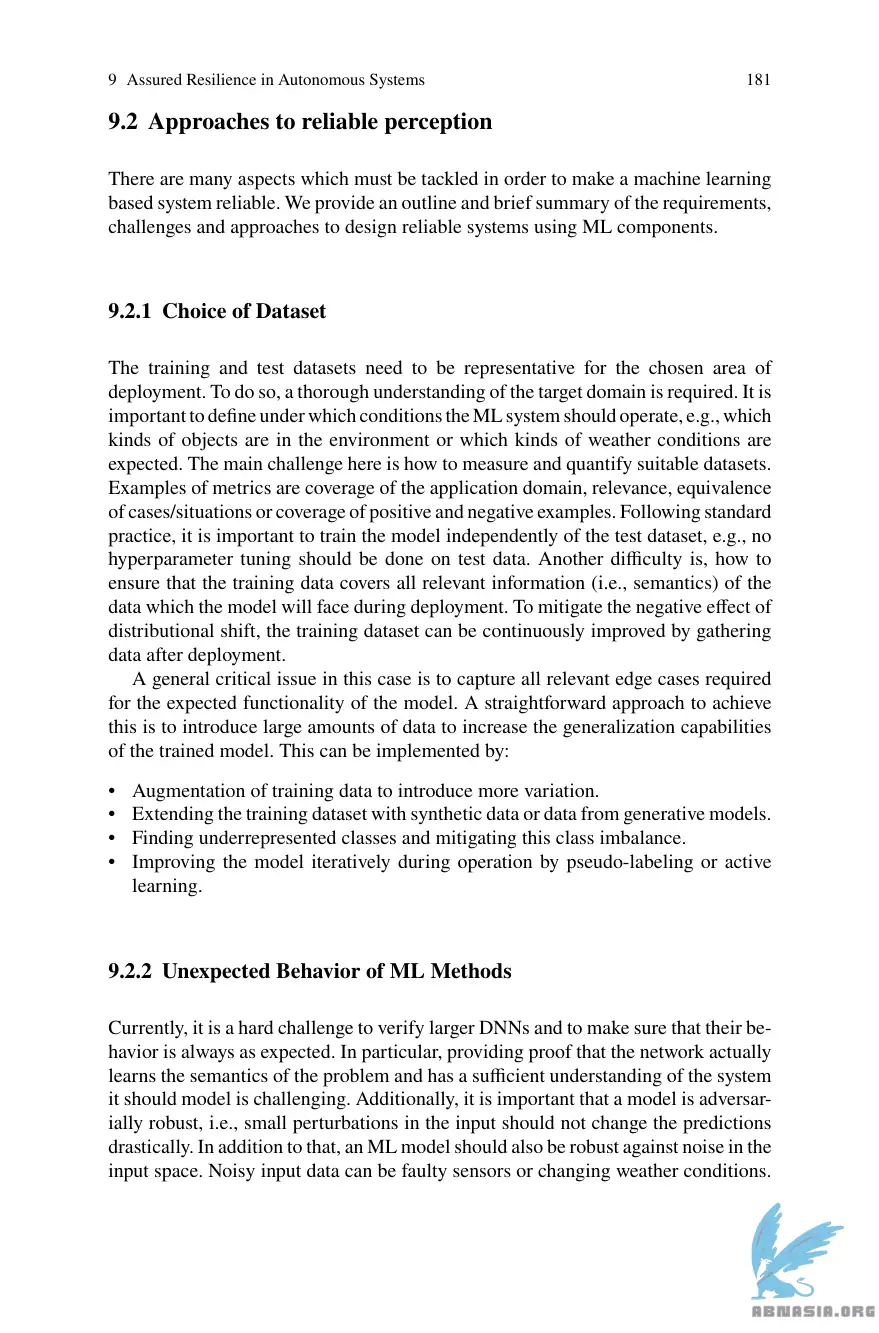 9 Assured Resilience in Autonomous Systems 181
9.2 Approaches to reliable perception
There are many aspects which must be tackled in order to make a machine learning
based system reliable. We provide an outline and brief summary of the requirements,
challenges and approaches to design reliable systems using ML components.
9.2.1 Choice of Dataset
The training and test datasets need to be representative for the chosen area of
deployment. To do so, a thorough understanding of the target domain is required. It is
important to define under which conditions the ML system should operate, e.g., which
kinds of objects are in the environment or which kinds of weather conditions are
expected. The main challenge here is how to measure and quantify suitable datasets.
Examples of metrics are coverage of the application domain, relevance, equivalence
of cases/situations or coverage of positive and negative examples. Following standard
practice, it is important to train the model independently of the test dataset, e.g., no
hyperparameter tuning should be done on test data. Another difficulty is, how to
ensure that the training data covers all relevant information (i.e., semantics) of the
data which the model will face during deployment. To mitigate the negative effect of
distributional shift, the training dataset can be continuously improved by gathering
data after deployment.
A general critical issue in this case is to capture all relevant edge cases required
for the expected functionality of the model. A straightforward approach to achieve
this is to introduce large amounts of data to increase the generalization capabilities
of the trained model. This can be implemented by:
• Augmentation of training data to introduce more variation.
• Extending the training dataset with synthetic data or data from generative models.
• Finding underrepresented classes and mitigating this class imbalance.
• Improving the model iteratively during operation by pseudo-labeling or active
learning.
9.2.2 Unexpected Behavior of ML Methods
Currently, it is a hard challenge to verify larger DNNs and to make sure that their be-
havior is always as expected. In particular, providing proof that the network actually
learns the semantics of the problem and has a sufficient understanding of the system
it should model is challenging. Additionally, it is important that a model is adversar-
ially robust, i.e., small perturbations in the input should not change the predictions
drastically. In addition to that, an ML model should also be robust against noise in the
input space. Noisy input data can be faulty sensors or changing weather conditions.
ABNASIA.ORG